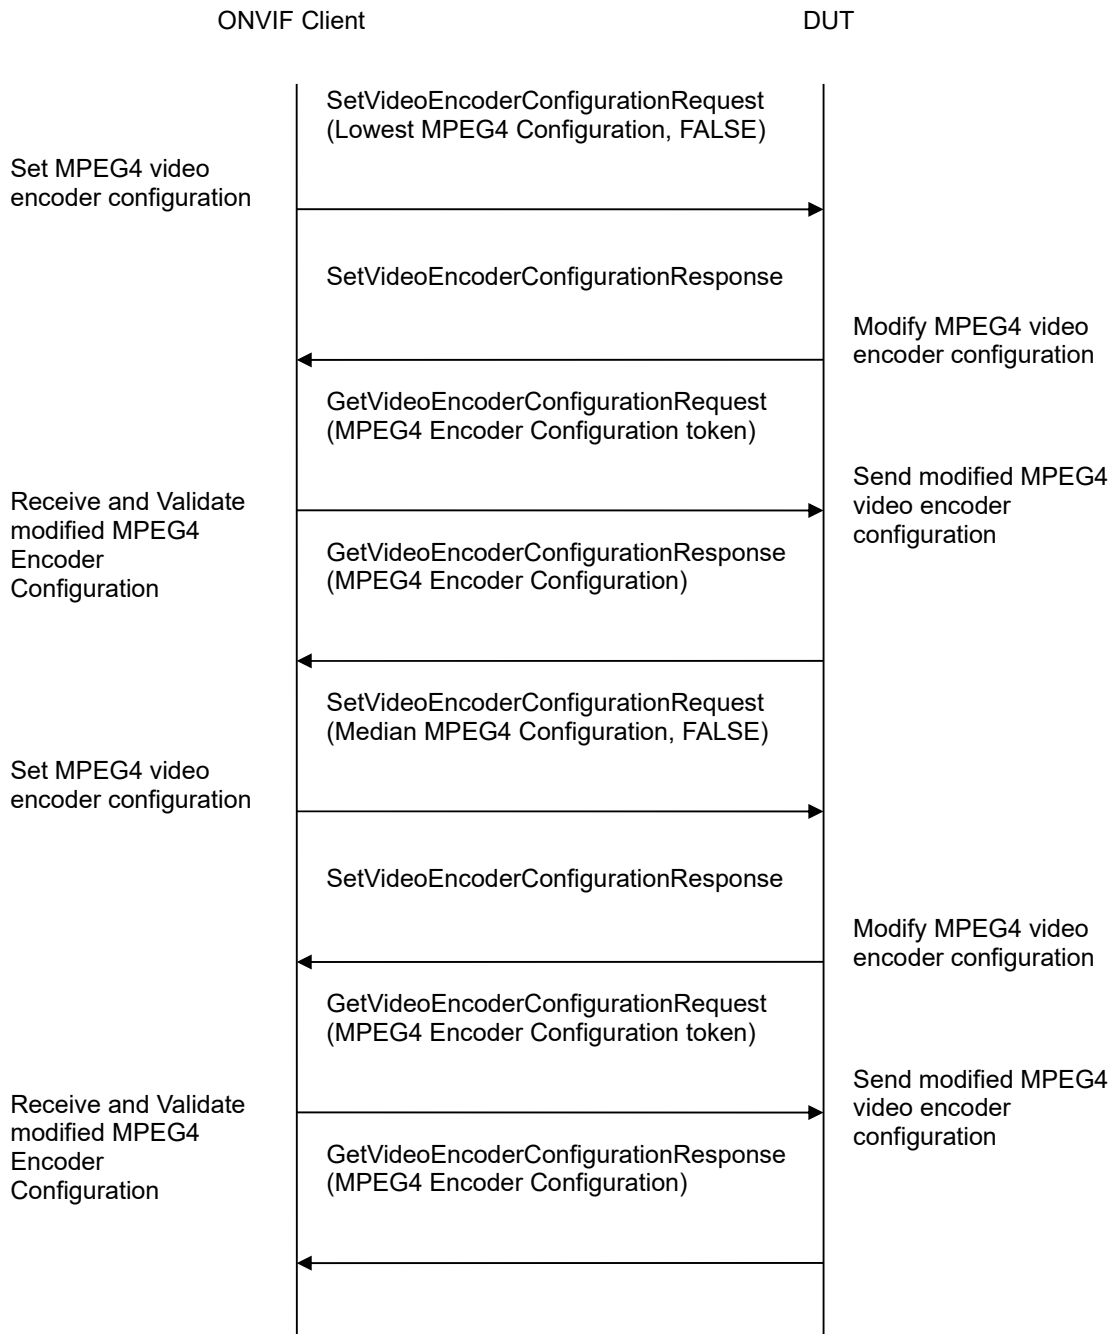 ONVIF Client
DUT
SetVideoEncoderConfigurationRequest
(Lowest MPEG4 Configuration, FALSE)
Set MPEG4 video
encoder configuration
SetVideoEncoderConfigurationResponse
Modify MPEG4 video
encoder configuration
GetVideoEncoderConfigurationRequest
(MPEG4 Encoder Configuration token)
Send modified MPEG4
video encoder
configuration
Receive and Validate
modified MPEG4
Encoder
Configuration
GetVideoEncoderConfigurationResponse
(MPEG4 Encoder Configuration)
SetVideoEncoderConfigurationRequest
(Median MPEG4 Configuration, FALSE)
Set MPEG4 video
encoder configuration
SetVideoEncoderConfigurationResponse
Modify MPEG4 video
encoder configuration
GetVideoEncoderConfigurationRequest
(MPEG4 Encoder Configuration token)
Send modified MPEG4
video encoder
configuration
Receive and Validate
modified MPEG4
Encoder
Configuration
GetVideoEncoderConfigurationResponse
(MPEG4 Encoder Configuration)